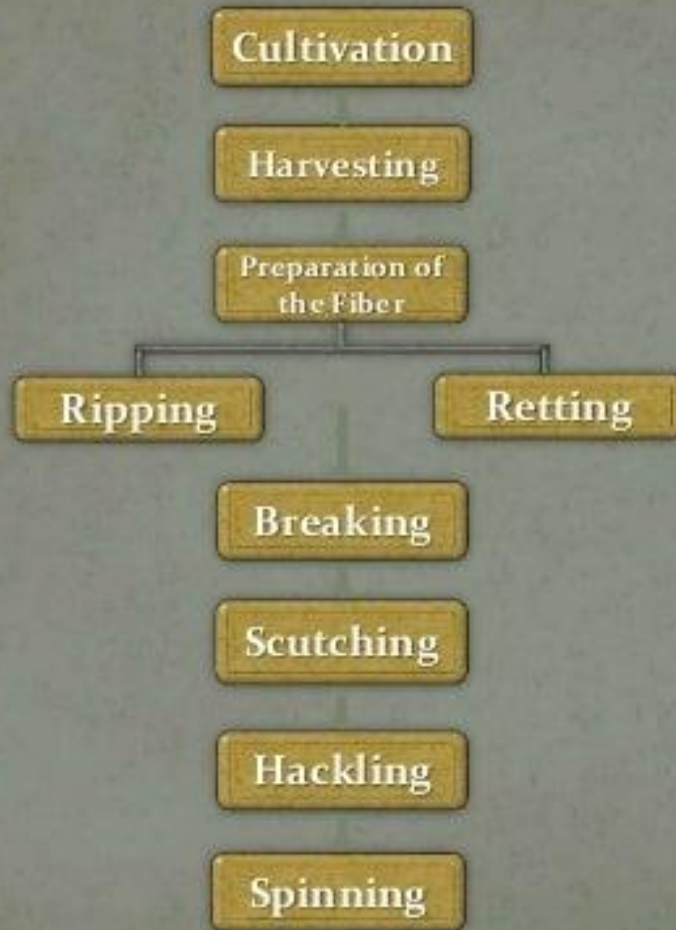 Cultivation
Harvesting
Preparation of
the Fiber
Ripping
Retting
Breaking
Scutching
Hackling
Spinning